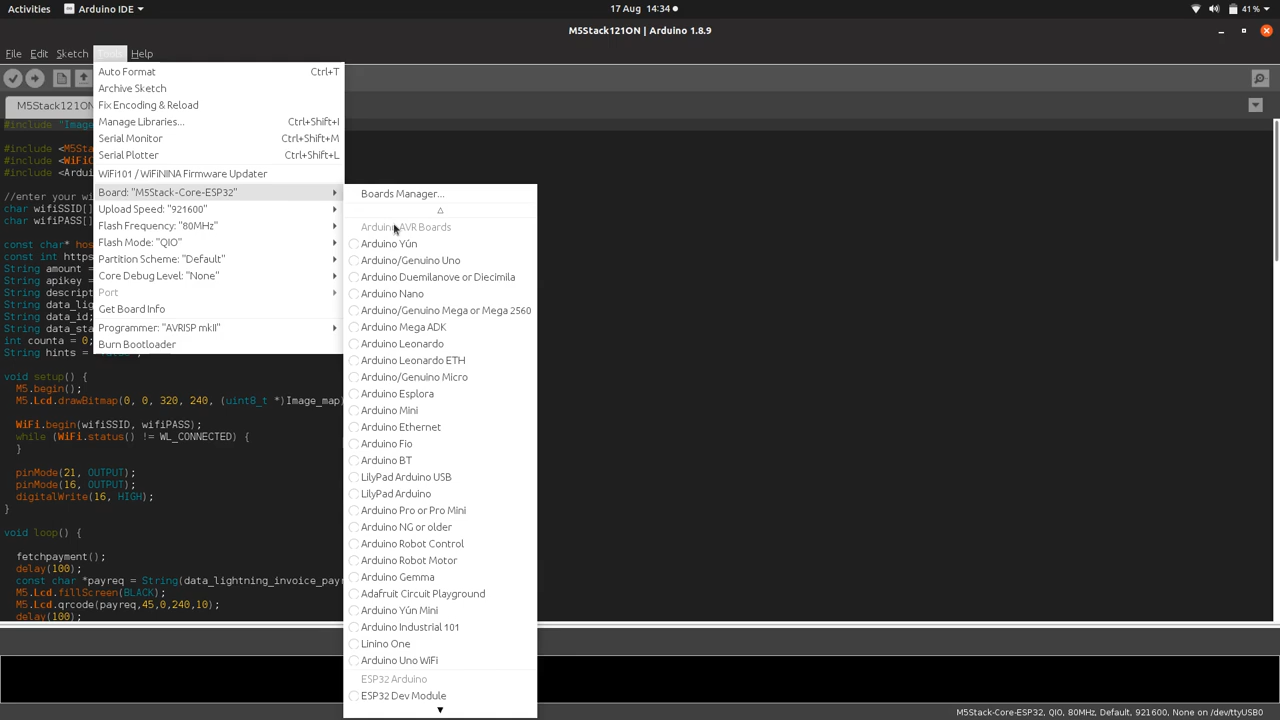 Activities Arduino IDE 17 Aug 14:34 41 %
M5Stack121ON | Arduino 1.8.9
File Edit Sketch Tools Help
Auto Format Ctrl+T
Archive Sketch
M5Stack121ON Fix Encoding & Reload
#include "Imag Manage Libraries... Ctrl+Shift+I
Serial Monitor Ctrl+Shift+M
#include <M5Sta Serial Plotter Ctrl+Shift+L
#include <WiFiC
#include <Ardui WiFi101 / WiFiNINA Firmware Updater
//enter your wi Board: "M5Stack-Core-ESP32" Boards Manager...
char wifiSSID[] Upload Speed: "921600"
char wifiPASS[] Flash Frequency: "80MHz" Arduino AVR Boards
const char* hos Flash Mode: "QIO" Arduino Yún
const int https Partition Scheme: "Default" Arduino/Genuino Uno
String amount = Core Debug Level: "None" Arduino Duemilanove or Diecimila
String apikey = Port Arduino Nano
String descript Get Board Info Arduino/Genuino Mega or Mega 2560
String data_lig
String data_id; Programmer: "AVRISP mkII" Arduino Mega ADK
String data_sta
int counta = 0; Burn Bootloader Arduino Leonardo
String hints =
Arduino Leonardo ETH
void setup() { Arduino/Genuino Micro
M5.begin(); Arduino Esplora
M5.Lcd.drawBitmap(0, 0, 320, 240, (uint8_t *)Image_map)
Arduino Mini
WiFi.begin(wifiSSID, wifiPASS); Arduino Ethernet
while (WiFi.status() != WL_CONNECTED) {
} Arduino Fio
Arduino BT
pinMode(21, OUTPUT); LilyPad Arduino USB
pinMode(16, OUTPUT);
digitalWrite(16, HIGH); LilyPad Arduino
} Arduino Pro or Pro Mini
void loop() { Arduino NG or older
Arduino Robot Control
fetchpayment(); Arduino Robot Motor
delay(100); Arduino Gemma
const char *payreq = String(data_lightning_invoice_pay
M5.Lcd.fillScreen(BLACK); Adafruit Circuit Playground
M5.Lcd.qrcode(payreq,45,0,240,10); Arduino Yún Mini
delay(100);
Arduino Industrial 101
Linino One
Arduino Uno WiFi
ESP32 Arduino
ESP32 Dev Module
M5Stack-Core-ESP32, QIO, 80MHz, Default, 921600, None on /dev/ttyUSB0